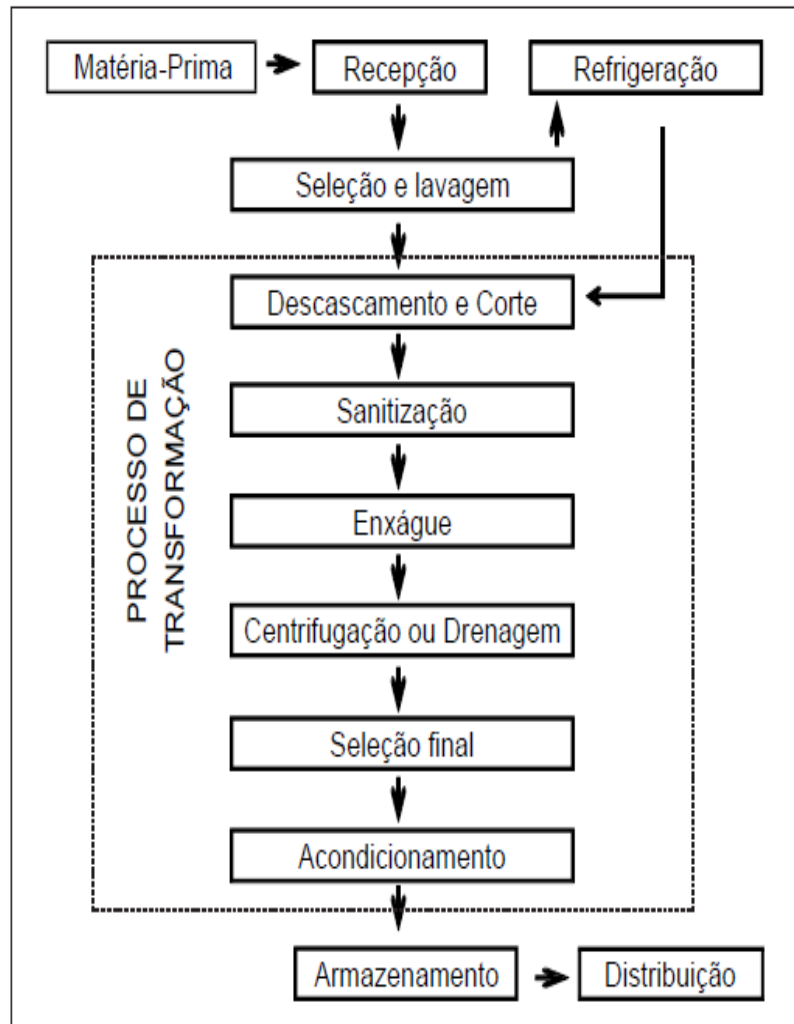 Matéria-Prima
Recepção
Refrigeração
Seleção e lavagem
Descascamento e Corte
PROCESSO DE
TRANSFORMAÇÃO
Sanitização
Enxágue
Centrifugação ou Drenagem
Seleção final
Acondicionamento
Armazenamento
Distribuição